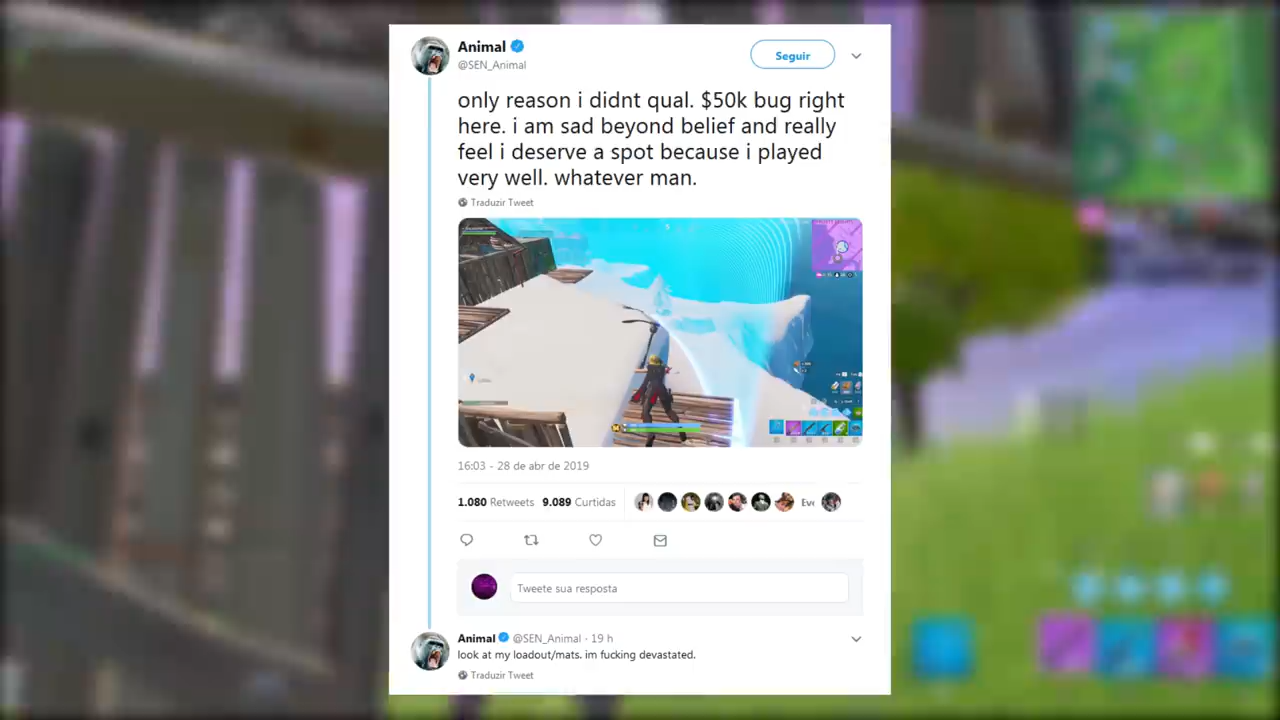 Animal
@SEN_Animal
Seguir
only reason i didnt qual. $50k bug right
here. i am sad beyond belief and really
feel i deserve a spot because i played
very well. whatever man.
Traduzir Tweet
16:03 - 28 de abr de 2019
1.080 Retweets 9.089 Curtidas
Tweete sua resposta
Animal @SEN_Animal · 19 h
look at my loadout/mats. im fucking devastated.
Traduzir Tweet